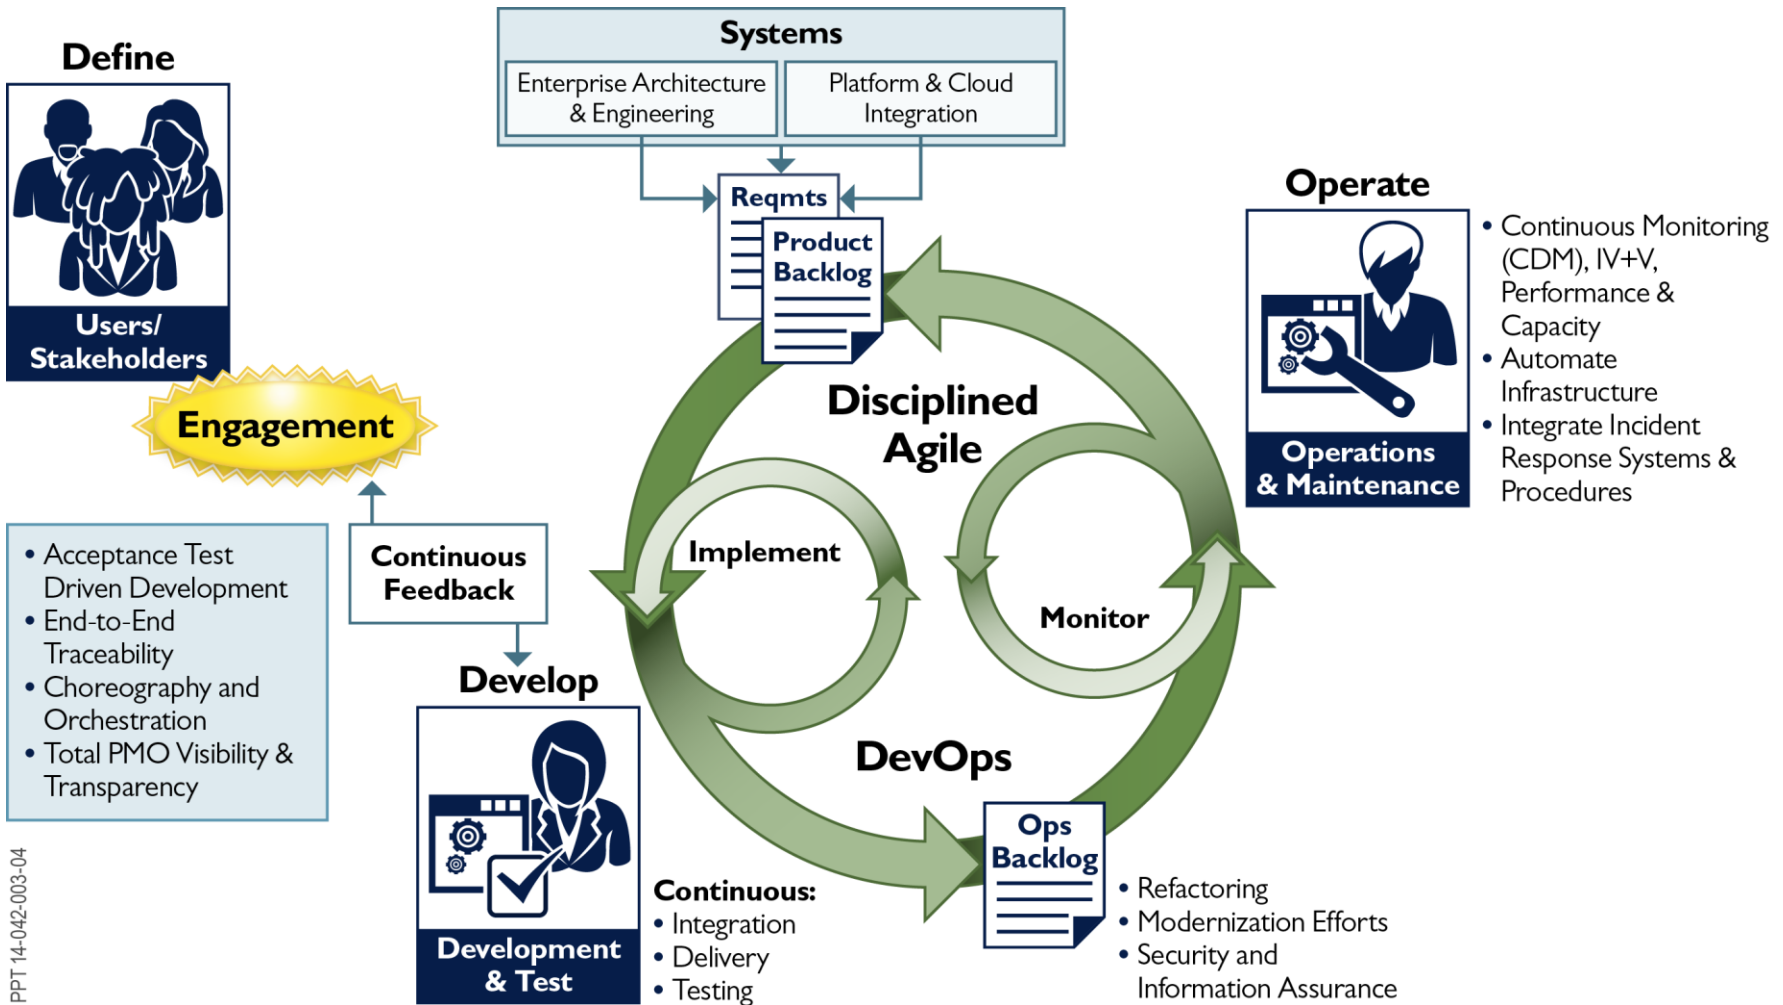 Define
Users/
Stakeholders
Engagement
Systems
Enterprise Architecture
& Engineering
Platform & Cloud
Integration
Reqmts
Product
Backlog
Operate
Operations
& Maintenance
• Continuous Monitoring
(CDM), IV+V,
Performance &
Capacity
• Automate
Infrastructure
• Integrate Incident
Response Systems &
Procedures
Disciplined
Agile
Implement
Monitor
DevOps
Continuous
Feedback
• Acceptance Test
Driven Development
• End-to-End
Traceability
• Choreography and
Orchestration
• Total PMO Visibility &
Transparency
Develop
Development
& Test
Continuous:
• Integration
• Delivery
• Testing
Ops
Backlog
• Refactoring
• Modernization Efforts
• Security and
Information Assurance
PPT 14-042-003-04